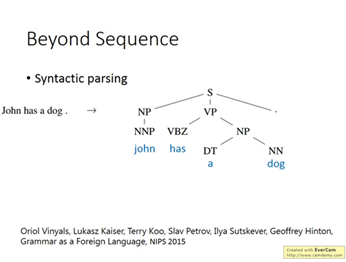 Beyond Sequence
• Syntactic parsing
S
John has a dog . → NP VP .
NNP VBZ NP
john has DT NN
a dog
Oriol Vinyals, Lukasz Kaiser, Terry Koo, Slav Petrov, Ilya Sutskever, Geoffrey Hinton,
Grammar as a Foreign Language, NIPS 2015
Created with EverCam.
http://www.camdemy.com